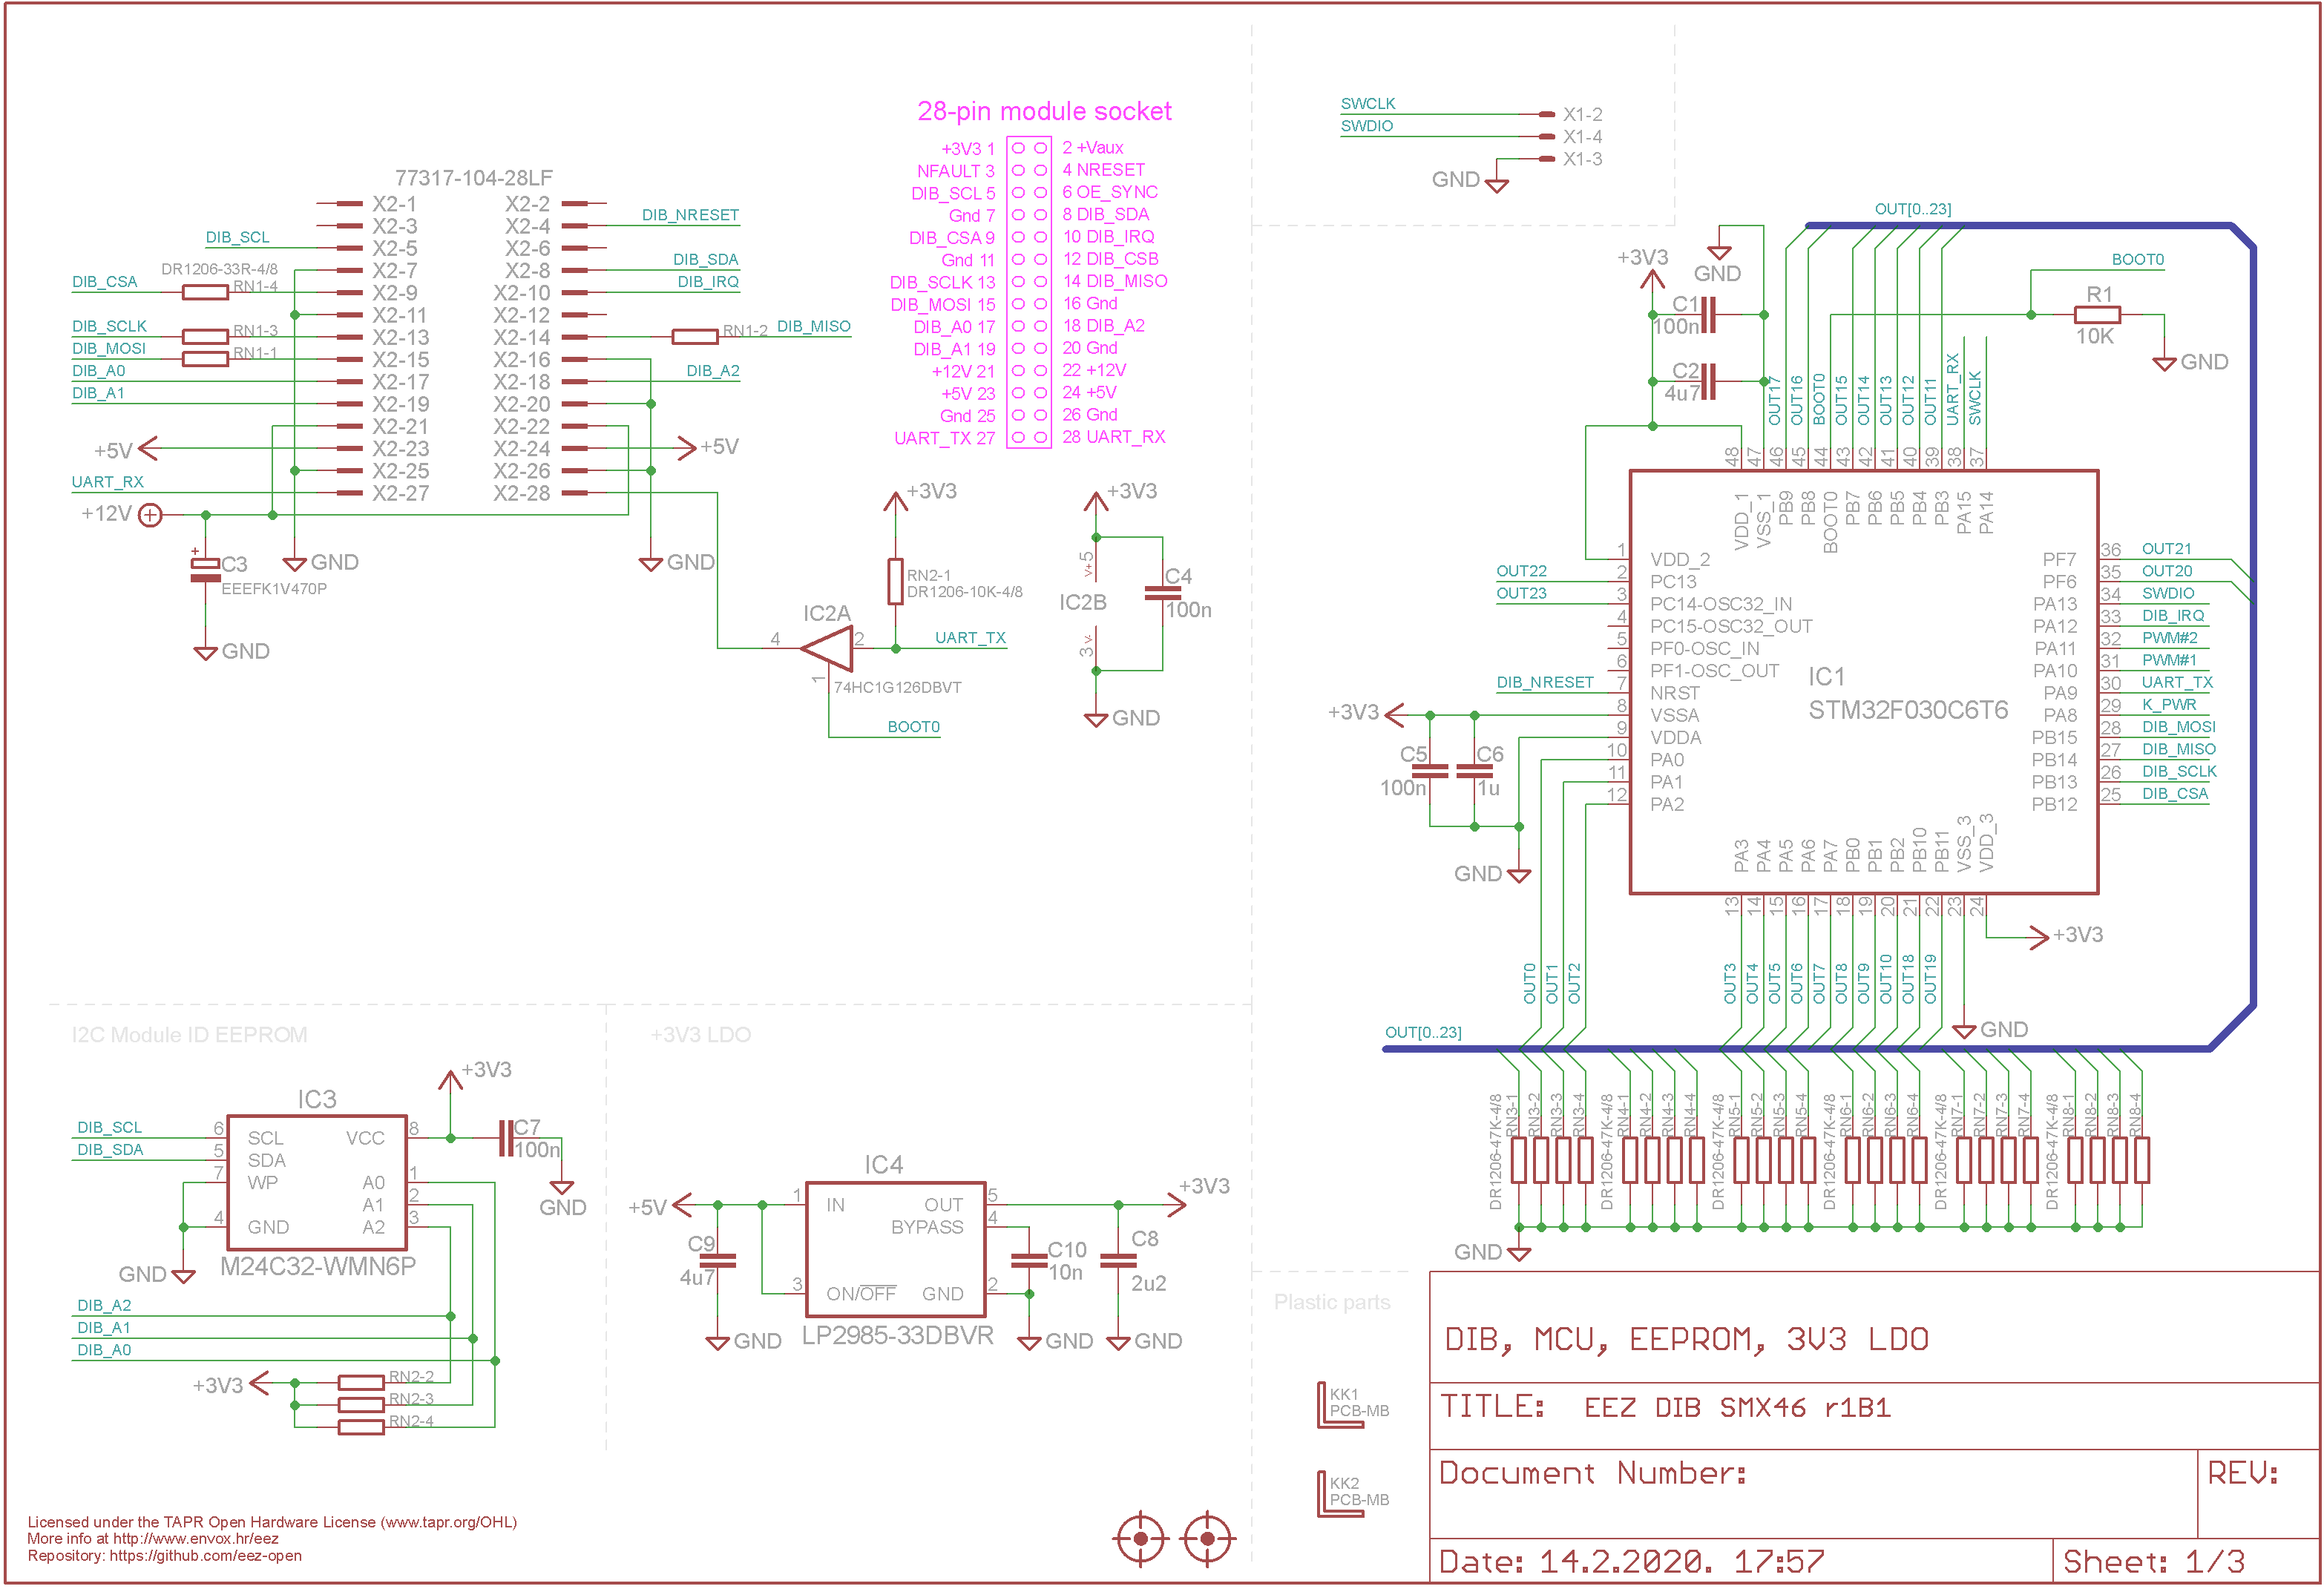 28-pin module socket
+3V3 1 2 +Vaux
NFAULT 3 4 NRESET
DIB_SCL 5 6 OE_SYNC
Gnd 7 8 DIB_SDA
DIB_CSA 9 10 DIB_IRQ
Gnd 11 12 DIB_CSB
DIB_SCLK 13 14 DIB_MISO
DIB_MOSI 15 16 Gnd
DIB_A0 17 18 DIB_A2
DIB_A1 19 20 Gnd
+12V 21 22 +12V
+5V 23 24 +5V
Gnd 25 26 Gnd
UART_TX 27 28 UART_RX
77317-104-28LF
X2-1 X2-2
X2-3 X2-4 DIB_NRESET
DIB_SCL X2-5 X2-6
X2-7 X2-8 DIB_SDA
DR1206-33R-4/8
DIB_CSA RN1-4 X2-9 X2-10 DIB_IRQ
X2-11 X2-12
DIB_SCLK RN1-3 X2-13 X2-14 RN1-2 DIB_MISO
DIB_MOSI RN1-1 X2-15 X2-16
DIB_A0 X2-17 X2-18 DIB_A2
DIB_A1 X2-19 X2-20
X2-21 X2-22
+5V X2-23 X2-24 +5V
X2-25 X2-26
UART_RX X2-27 X2-28
+12V
+
C3
EEEFK1V470P
GND
GND
GND
+3V3
RN2-1
DR1206-10K-4/8
IC2A
4 2 UART_TX
1
74HC1G126DBVT
BOOT0
+3V3
V+ 5
IC2B
C4
100n
3 V-
GND
SWCLK X1-2
SWDIO X1-4
X1-3
GND
OUT[0..23]
+3V3
GND
C1
100n
C2
4u7
BOOT0
R1
10K
GND
OUT17
OUT16
BOOT0
OUT15
OUT14
OUT13
OUT12
OUT11
UART_RX
SWCLK
48 47 46 45 44 43 42 41 40 39 38 37
VDD_1
VSS_1
PB9
PB8
BOOT0
PB7
PB6
PB5
PB4
PB3
PA15
PA14
1 VDD_2
OUT22 2 PC13
OUT23 3 PC14-OSC32_IN
4 PC15-OSC32_OUT
5 PF0-OSC_IN
6 PF1-OSC_OUT
DIB_NRESET 7 NRST
+3V3 8 VSSA
9 VDDA
10 PA0
11 PA1
12 PA2
IC1
STM32F030C6T6
PF7 36 OUT21
PF6 35 OUT20
PA13 34 SWDIO
PA12 33 DIB_IRQ
PA11 32 PWM#2
PA10 31 PWM#1
PA9 30 UART_TX
PA8 29 K_PWR
PB15 28 DIB_MOSI
PB14 27 DIB_MISO
PB13 26 DIB_SCLK
PB12 25 DIB_CSA
C5
100n
C6
1u
GND
PA3
PA4
PA5
PA6
PA7
PB0
PB1
PB2
PB10
PB11
VSS_3
VDD_3
13 14 15 16 17 18 19 20 21 22 23 24
+3V3
OUT0
OUT1
OUT2
OUT3
OUT4
OUT5
OUT6
OUT7
OUT8
OUT9
OUT10
OUT18
OUT19
GND
OUT[0..23]
DR1206-47K-4/8
RN3-1
RN3-2
RN3-3
RN3-4
DR1206-47K-4/8
RN4-1
RN4-2
RN4-3
RN4-4
DR1206-47K-4/8
RN5-1
RN5-2
RN5-3
RN5-4
DR1206-47K-4/8
RN6-1
RN6-2
RN6-3
RN6-4
DR1206-47K-4/8
RN7-1
RN7-2
RN7-3
RN7-4
DR1206-47K-4/8
RN8-1
RN8-2
RN8-3
RN8-4
GND
I2C Module ID EEPROM
+3V3
IC3
DIB_SCL 6 SCL VCC 8
DIB_SDA 5 SDA
7 WP A0 1
A1 2
4 GND A2 3
C7
100n
GND
GND
M24C32-WMN6P
DIB_A2
DIB_A1
DIB_A0
+3V3
RN2-2
RN2-3
RN2-4
+3V3 LDO
IC4
+5V 1 IN OUT 5 +3V3
BYPASS 4
3 ON/OFF GND 2
C9
4u7
C10
10n
C8
2u2
LP2985-33DBVR
GND
GND
GND
Plastic parts
KK1
PCB-MB
KK2
PCB-MB
DIB, MCU, EEPROM, 3V3 LDO
TITLE: EEZ DIB SMX46 r1B1
Document Number:
REV:
Date: 14.2.2020. 17:57
Sheet: 1/3
Licensed under the TAPR Open Hardware License (www.tapr.org/OHL)
More info at http://www.envox.hr/eez
Repository: https://github.com/eez-open